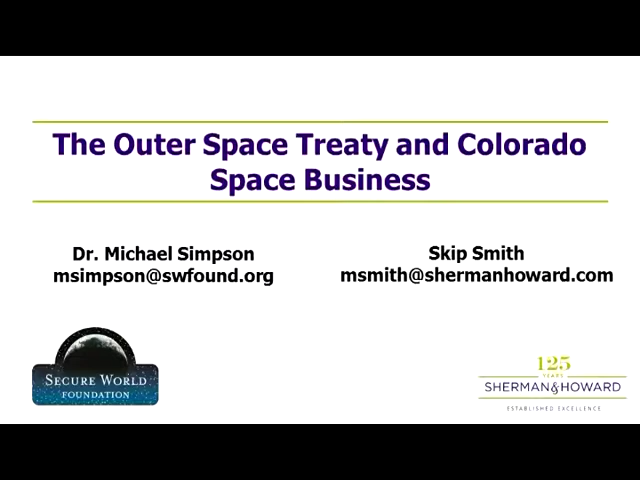 The Outer Space Treaty and Colorado
Space Business
Dr. Michael Simpson
msimpson@swfound.org
Skip Smith
msmith@shermanhoward.com
SECURE WORLD
FOUNDATION
125
YEARS
SHERMAN&HOWARD
ESTABLISHED EXCELLENCE